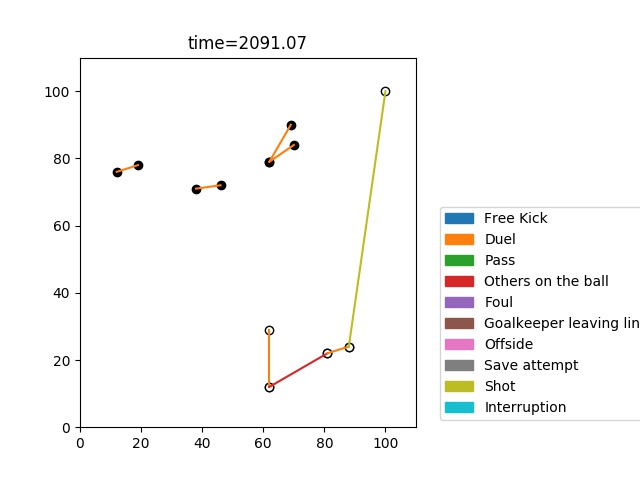 time=2091.07
100
80
60
40
20
0
0 20 40 60 80 100
Free Kick
Duel
Pass
Others on the ball
Foul
Goalkeeper leaving lin
Offside
Save attempt
Shot
Interruption